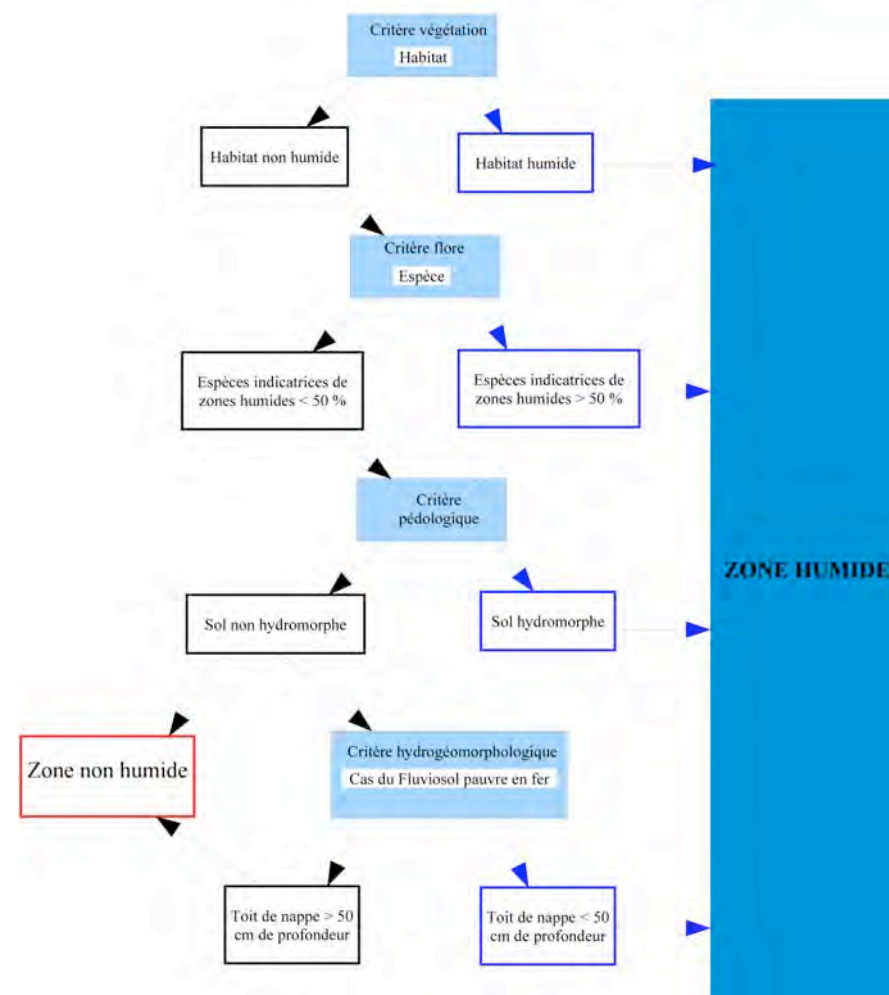 Critère végétation
Habitat
Habitat non humide
Habitat humide
Critère flore
Espèce
Espèces indicatrices de
zones humides < 50 %
Espèces indicatrices de
zones humides > 50 %
Critère
pédologique
ZONE HUMIDE
Sol non hydromorphe
Sol hydromorphe
Zone non humide
Critère hydrogéomorphologique
Cas du Fluviosol pauvre en fer
Toit de nappe > 50
cm de profondeur
Toit de nappe < 50
cm de profondeur